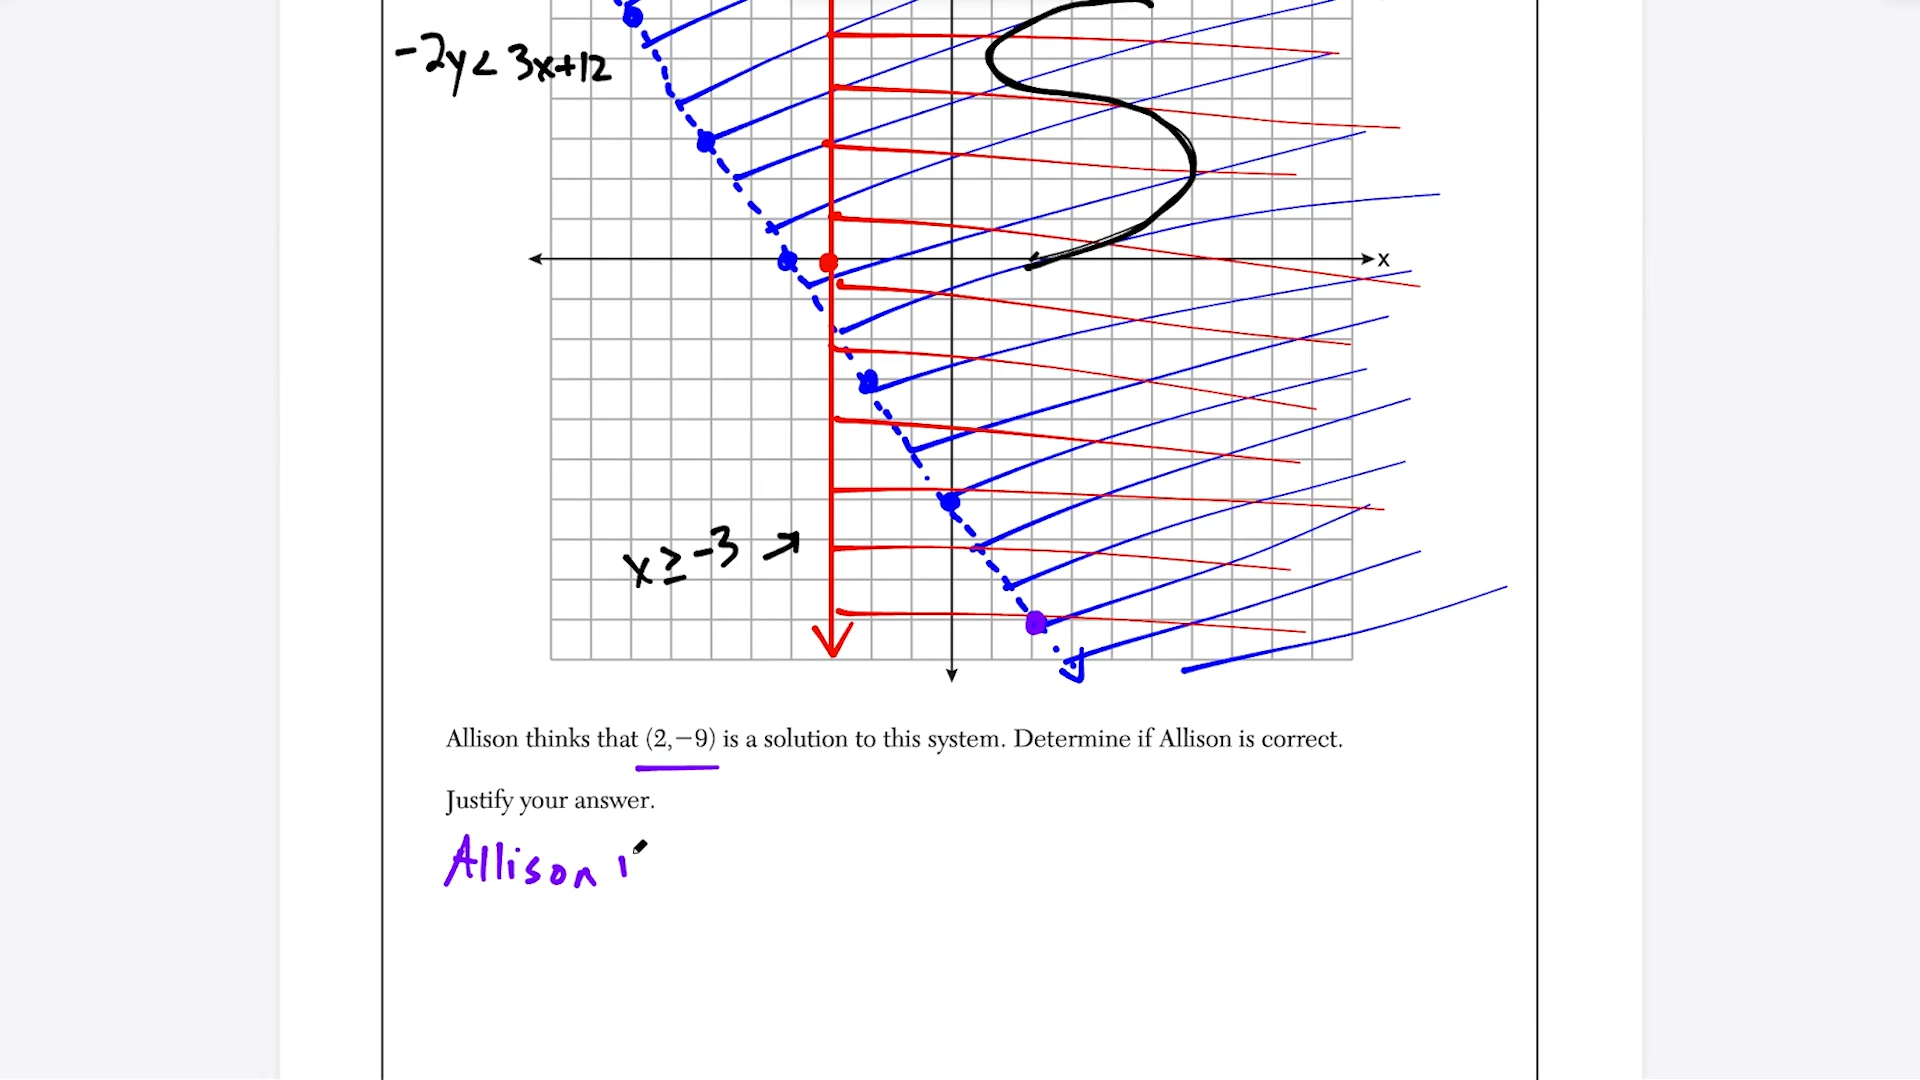 -2y < 3x+12
x
x ≥ -3 →
S
Allison thinks that (2,−9) is a solution to this system. Determine if Allison is correct.
Justify your answer.
Allison i